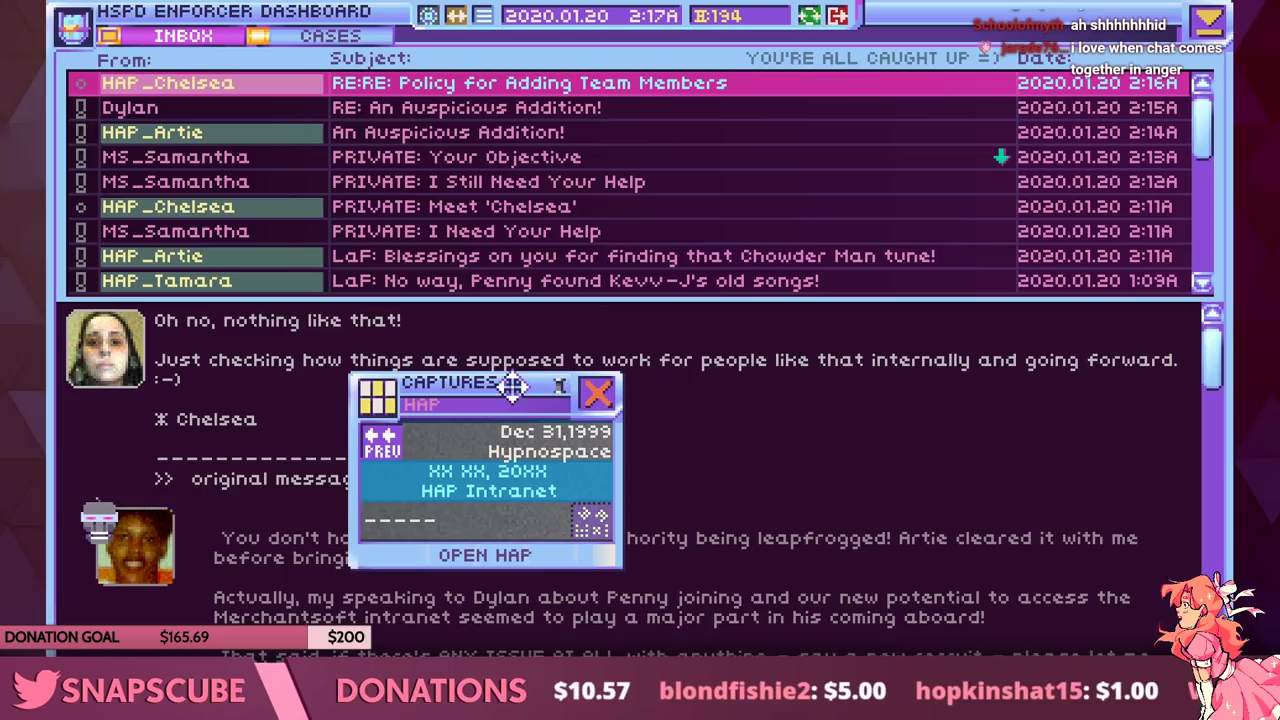 HSPD ENFORCER DASHBOARD
2020.01.20 2:17A
194
INBOX
CASES
Schoolofmyth ah shhhhhhhid
i love when chat comes
together in anger
From:
Subject:
YOU'RE ALL CAUGHT UP =)
Date:
HAP_Chelsea RE:RE: Policy for Adding Team Members 2020.01.20 2:16A
Dylan RE: An Auspicious Addition! 2020.01.20 2:15A
HAP_Artie An Auspicious Addition! 2020.01.20 2:14A
MS_Samantha PRIVATE: Your Objective 2020.01.20 2:13A
MS_Samantha PRIVATE: I Still Need Your Help 2020.01.20 2:12A
HAP_Chelsea PRIVATE: Meet 'Chelsea' 2020.01.20 2:11A
MS_Samantha PRIVATE: I Need Your Help 2020.01.20 2:11A
HAP_Artie LaF: Blessings on you for finding that Chowder Man tune! 2020.01.20 2:11A
HAP_Tamara LaF: No way, Penny found Kevv-J's old songs! 2020.01.20 1:09A
Oh no, nothing like that!
Just checking how things are supposed to work for people like that internally and going forward.
:-)
* Chelsea
>> original messag
You don't ho
hority being leapfrogged! Artie cleared it with me
before bringi
Actually, my speaking to Dylan about Penny joining and our new potential to access the
Merchantsoft intranet seemed to play a major part in his coming aboard!
CAPTURES
HAP
PREV
Dec 31,1999
Hypnospace
XX XX, 20XX
HAP Intranet
-----
OPEN HAP
DONATION GOAL $165.69 $200
SNAPSCUBE
DONATIONS $10.57 blondfishie2: $5.00 hopkinshat15: $1.00